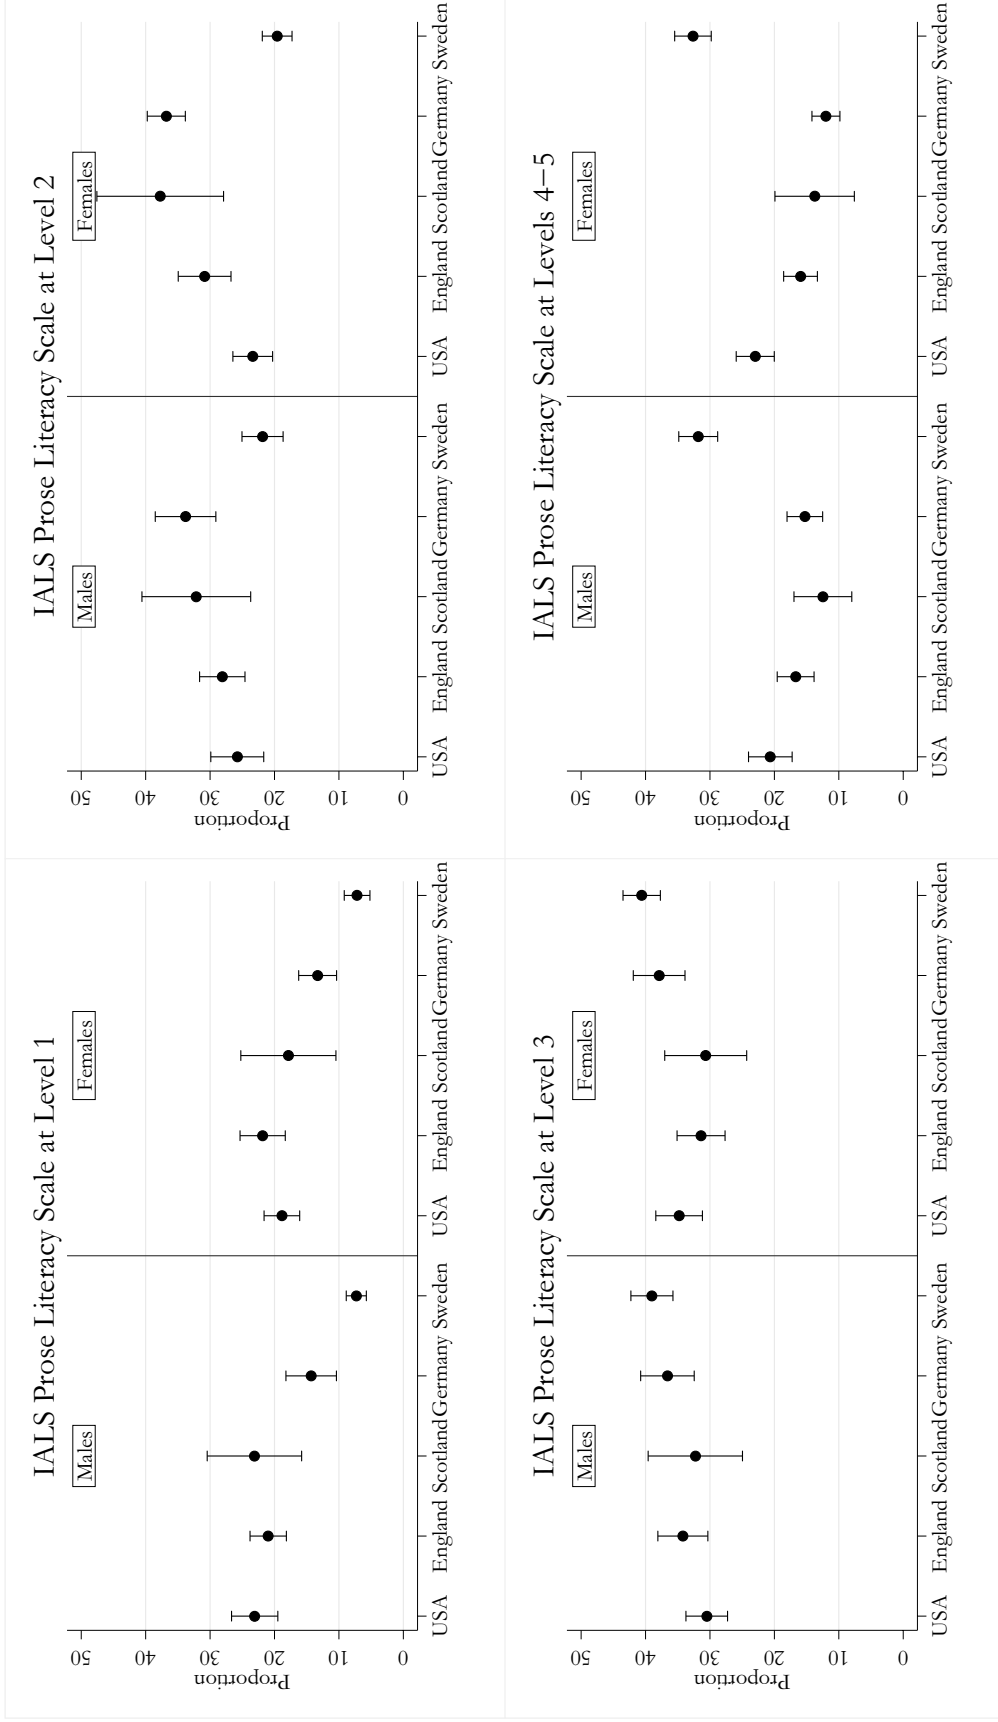 IALS Prose Literacy Scale at Level 1
Males
Females
Proportion
50
40
30
20
10
0
USA England Scotland Germany Sweden USA England Scotland Germany Sweden
IALS Prose Literacy Scale at Level 2
Males
Females
Proportion
50
40
30
20
10
0
USA England Scotland Germany Sweden USA England Scotland Germany Sweden
IALS Prose Literacy Scale at Level 3
Males
Females
Proportion
50
40
30
20
10
0
USA England Scotland Germany Sweden USA England Scotland Germany Sweden
IALS Prose Literacy Scale at Levels 4–5
Males
Females
Proportion
50
40
30
20
10
0
USA England Scotland Germany Sweden USA England Scotland Germany Sweden